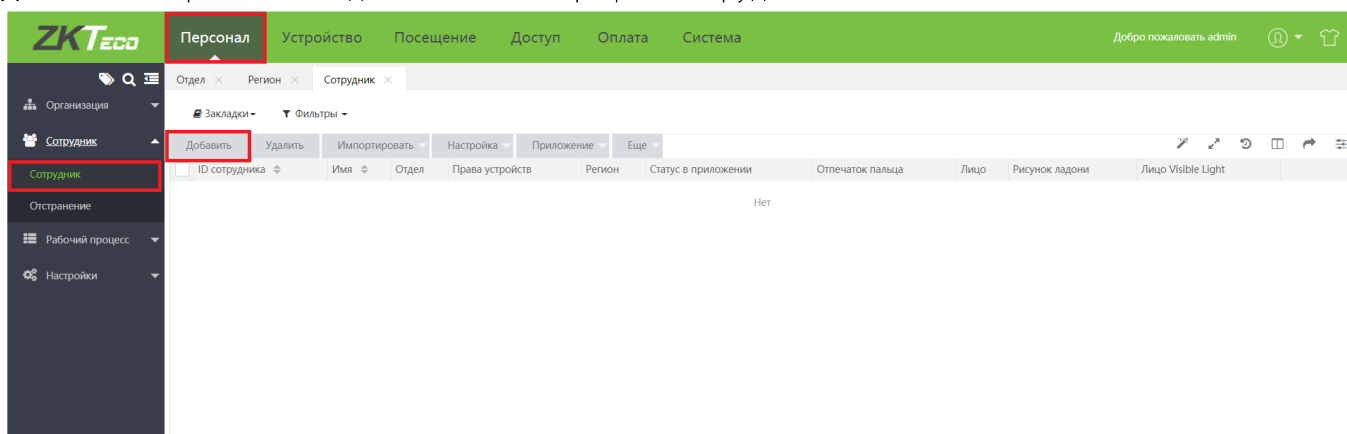 ZKTECO Персонал Устройство Посещение Доступ Оплата Система Добро пожаловать admin
Отдел Регион Сотрудник
Организация
Закладки Фильтры
Сотрудник
Добавить Удалить Импортировать Настройка Приложение Еще
Сотрудник
ID сотрудника Имя Отдел Права устройств Регион Статус в приложении Отпечаток пальца Лицо Рисунок ладони Лицо Visible Light
Отстранение
Нет
Рабочий процесс
Настройки